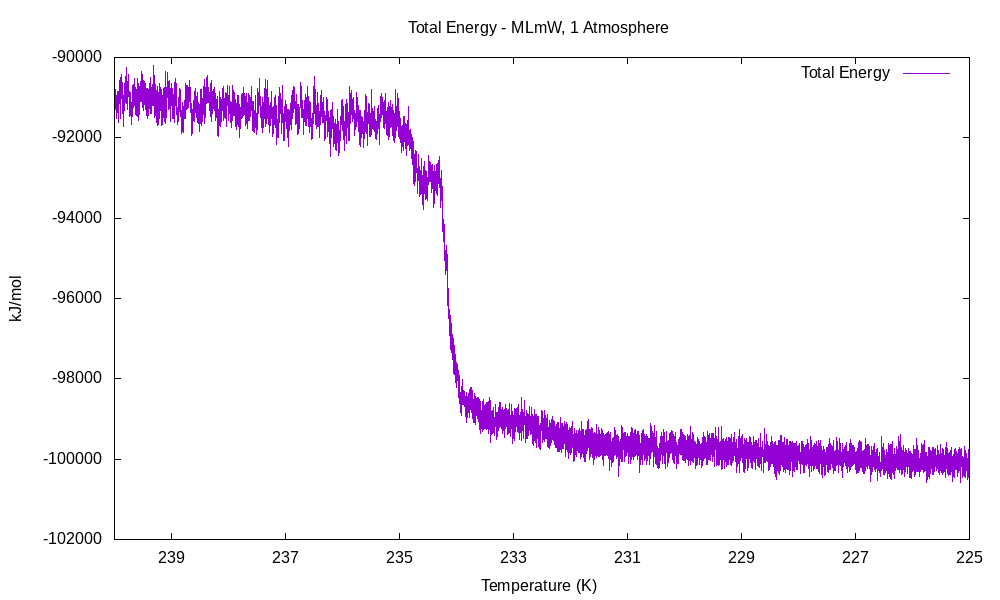 Total Energy - MLmW, 1 Atmosphere
Total Energy
-90000
-92000
-94000
-96000
-98000
-100000
-102000
kJ/mol
239 237 235 233 231 229 227 225
Temperature (K)